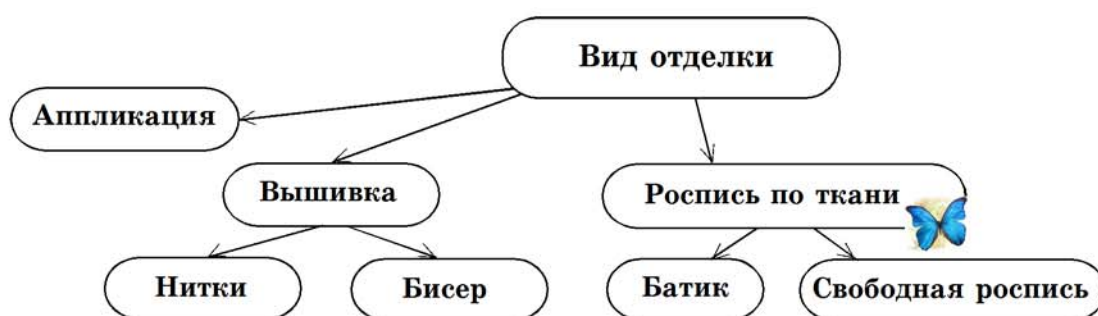 Вид отделки
Аппликация
Вышивка
Роспись по ткани
Нитки
Бисер
Батик
Свободная роспись